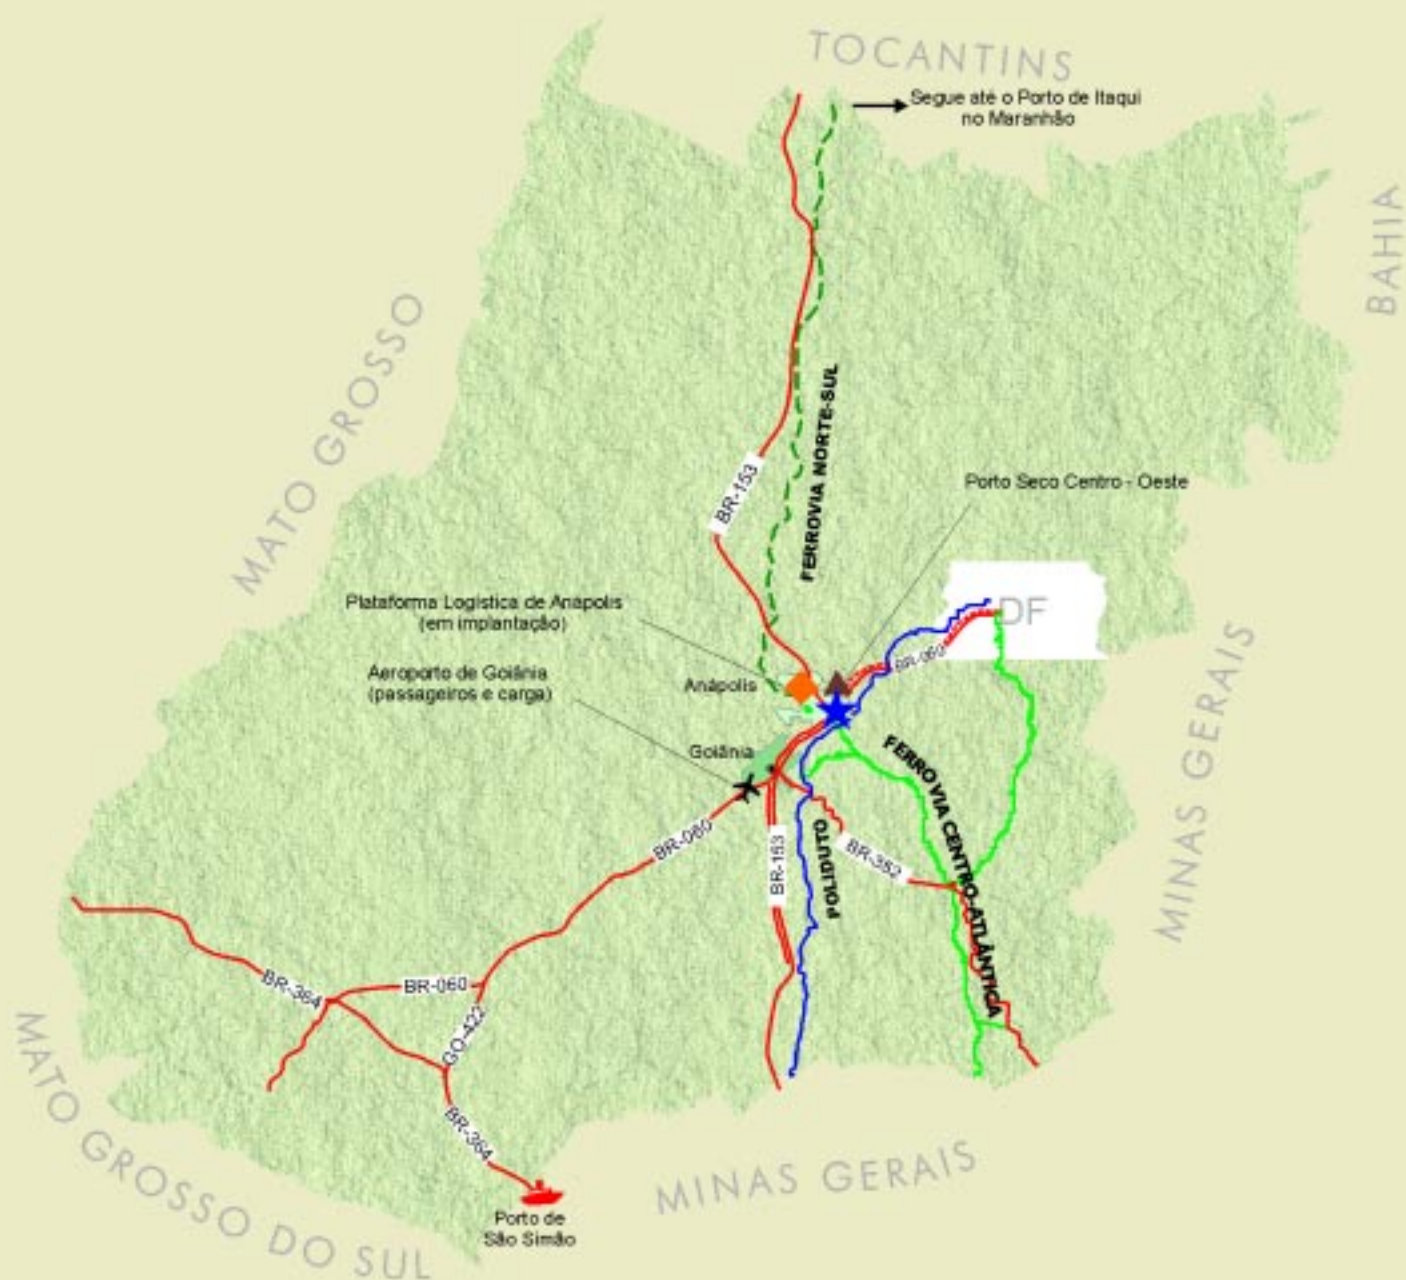 TOCANTINS
Segue até o Porto de Itaqui
no Maranhão
BAHIA
MATO GROSSO
FERROVIA NORTE-SUL
BR-153
Porto Seco Centro - Oeste
Plataforma Logística de Anápolis
(em implantação)
DF
BR-060
Aeroporto de Goiânia
(passageiros e carga)
Anápolis
MINAS GERAIS
Goiânia
FERROVIA CENTRO-ATLÂNTICA
BR-060
BR-153
POLIDUTO
BR-352
BR-364
BR-060
GO-422
MATO GROSSO DO SUL
BR-364
MINAS GERAIS
Porto de
São Simão